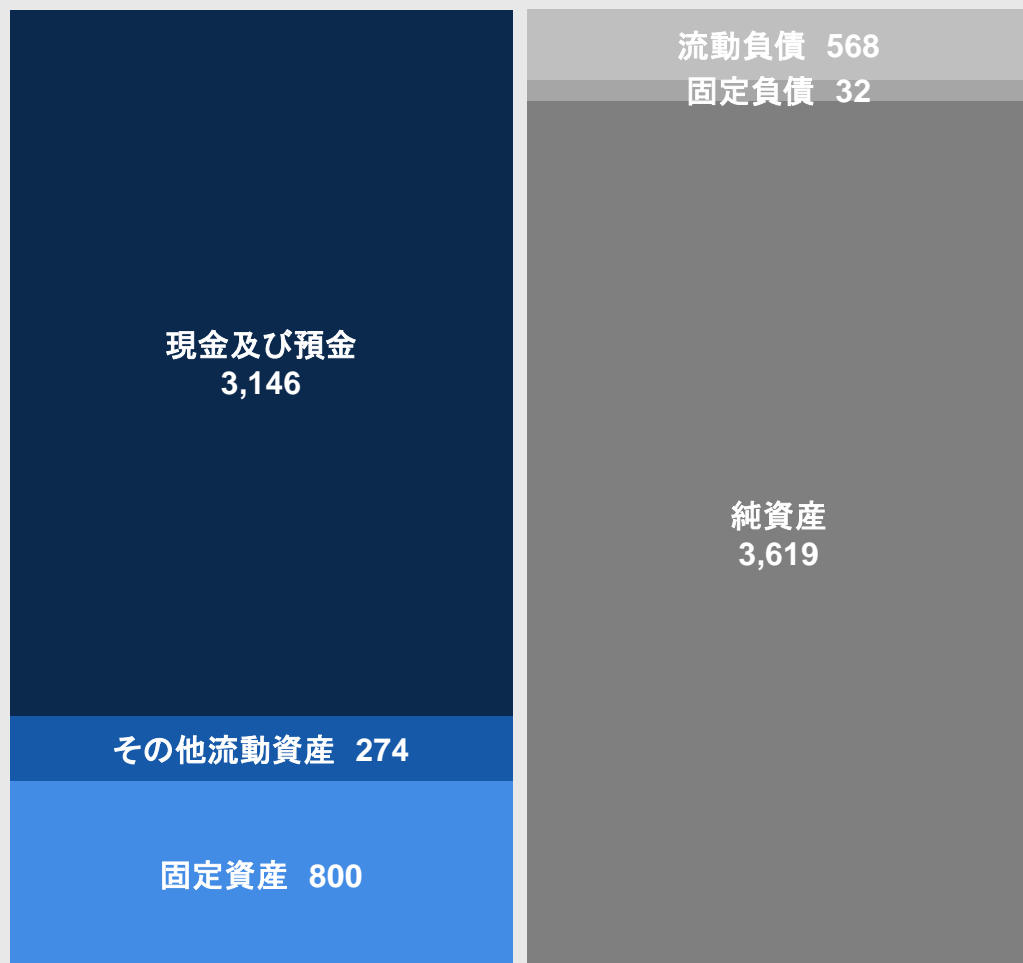 現金及び預金
3,146
その他流動資産 274
固定資産 800
流動負債 568
固定負債 32
純資産
3,619